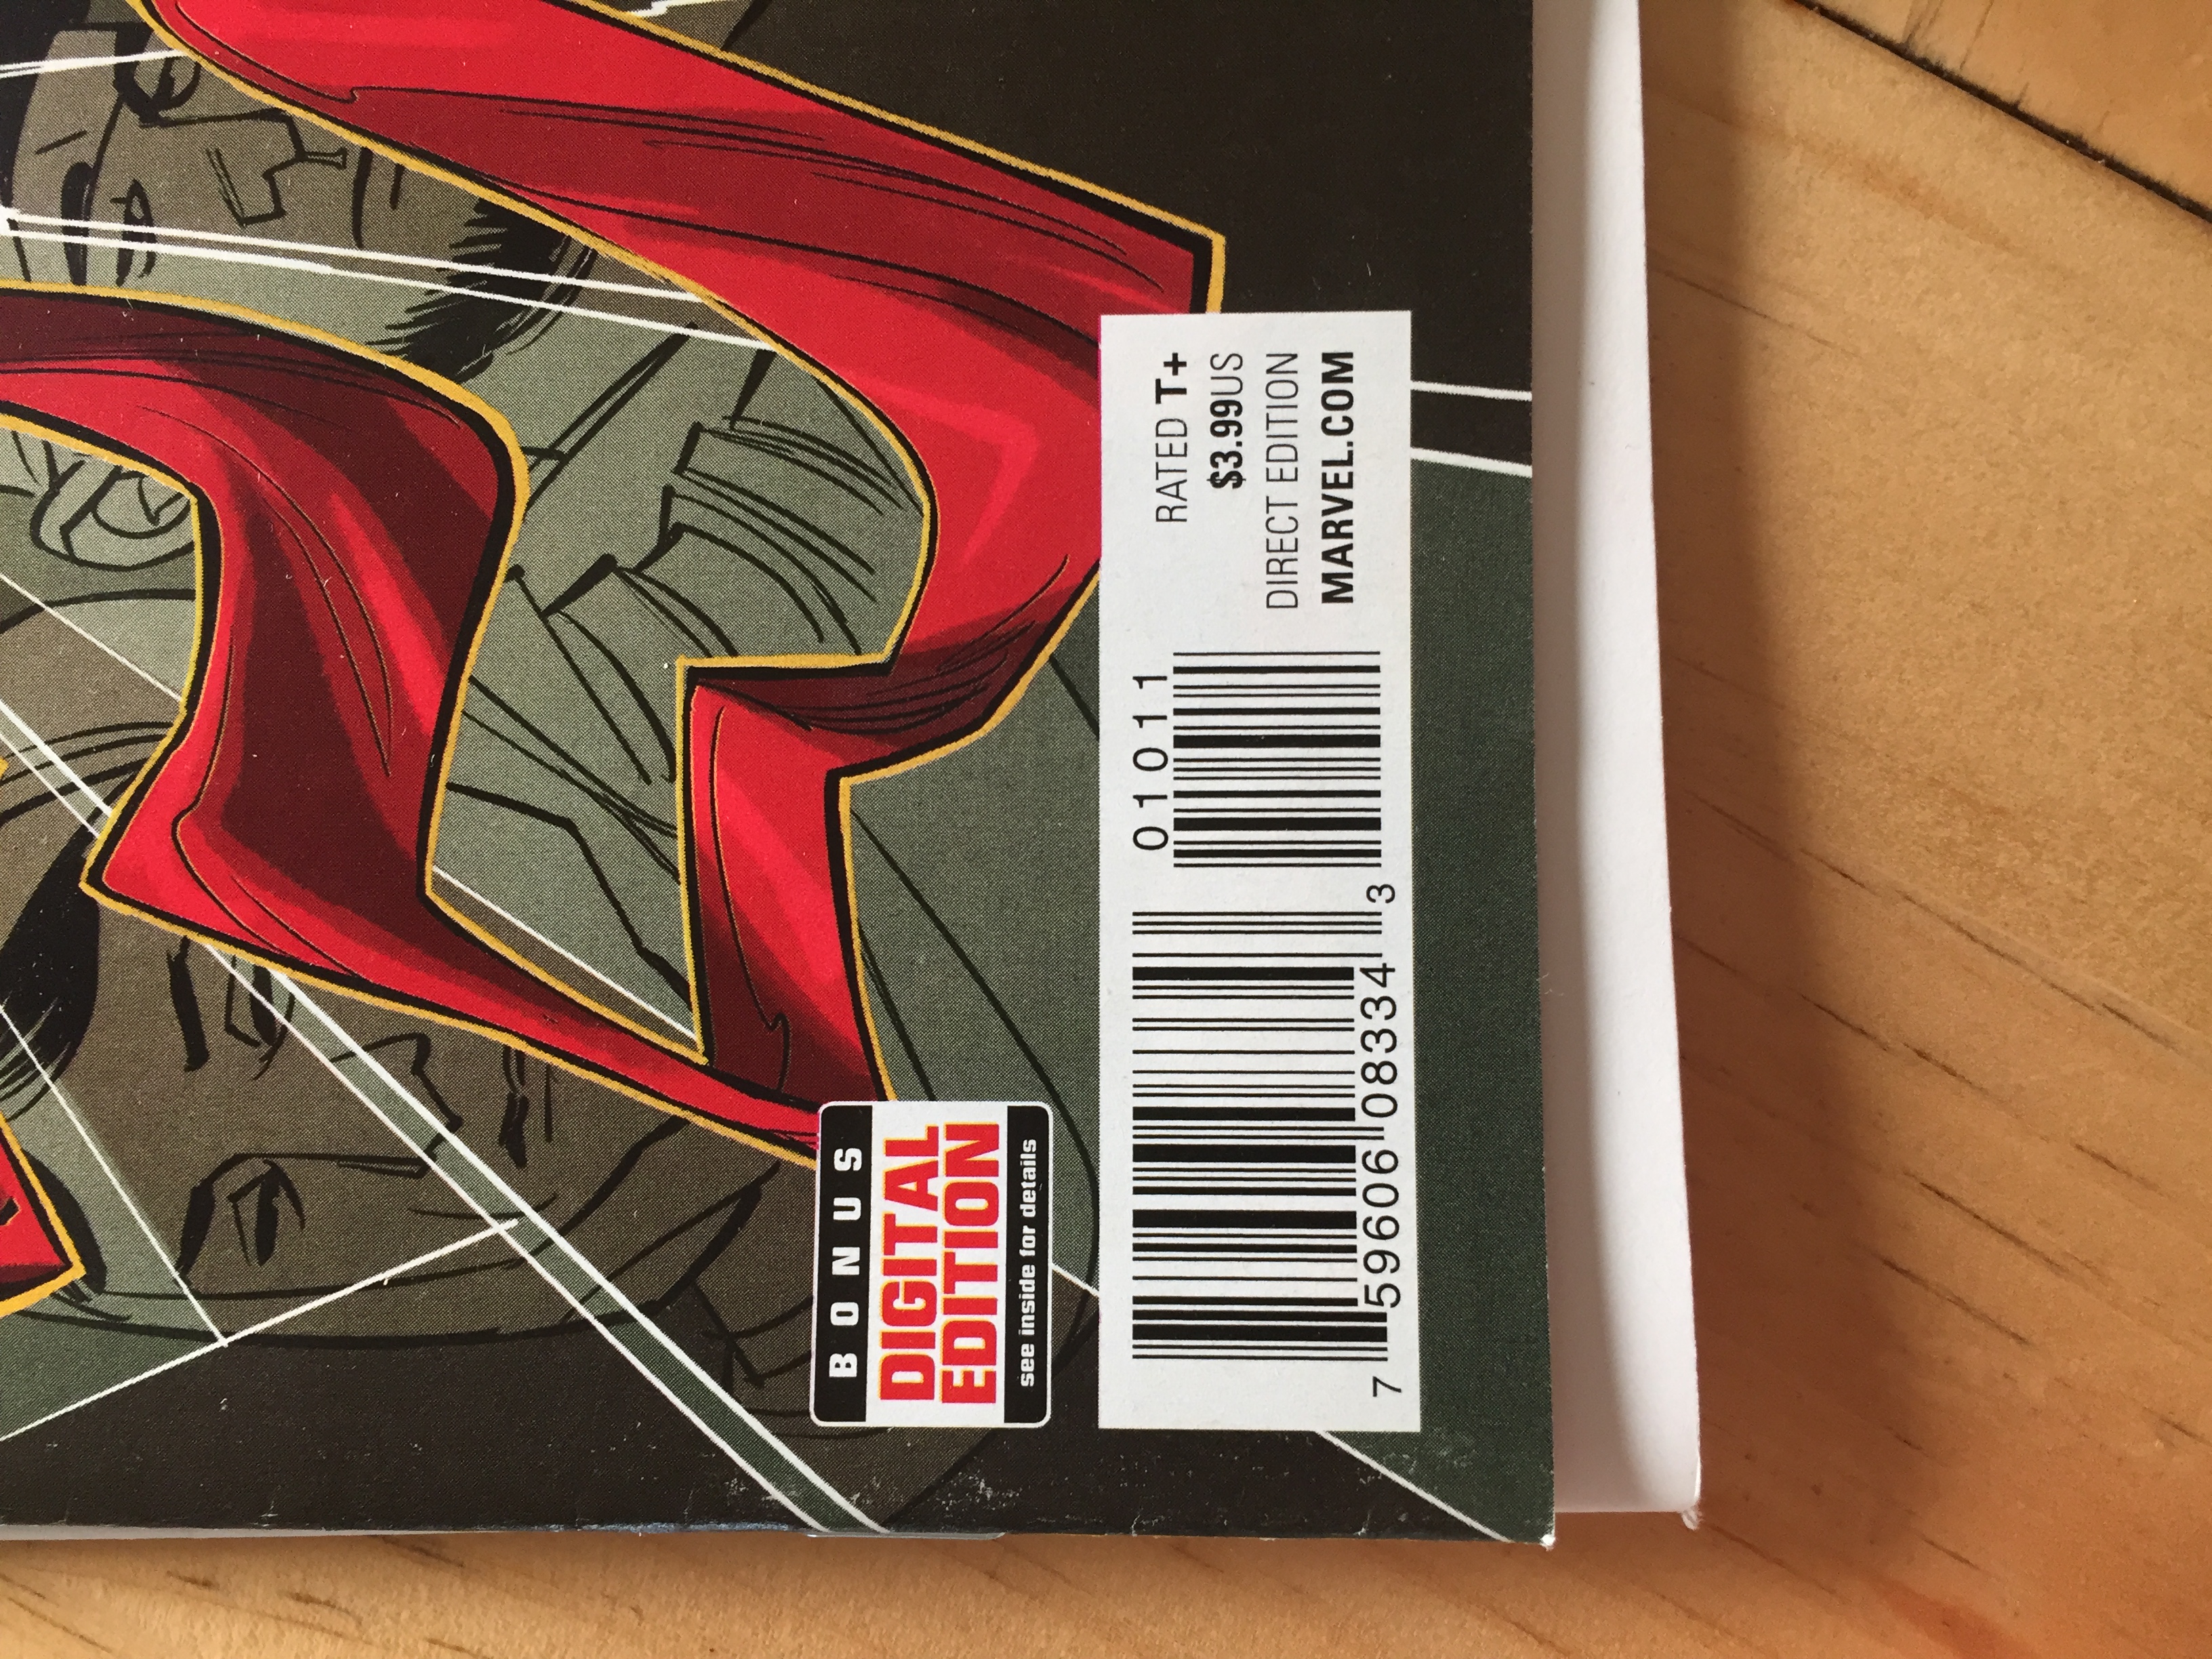 BONUS
DIGITAL
EDITION
see inside for details
01011
RATED T+
$3.99US
DIRECT EDITION
MARVEL.COM
7 59606 08334 3